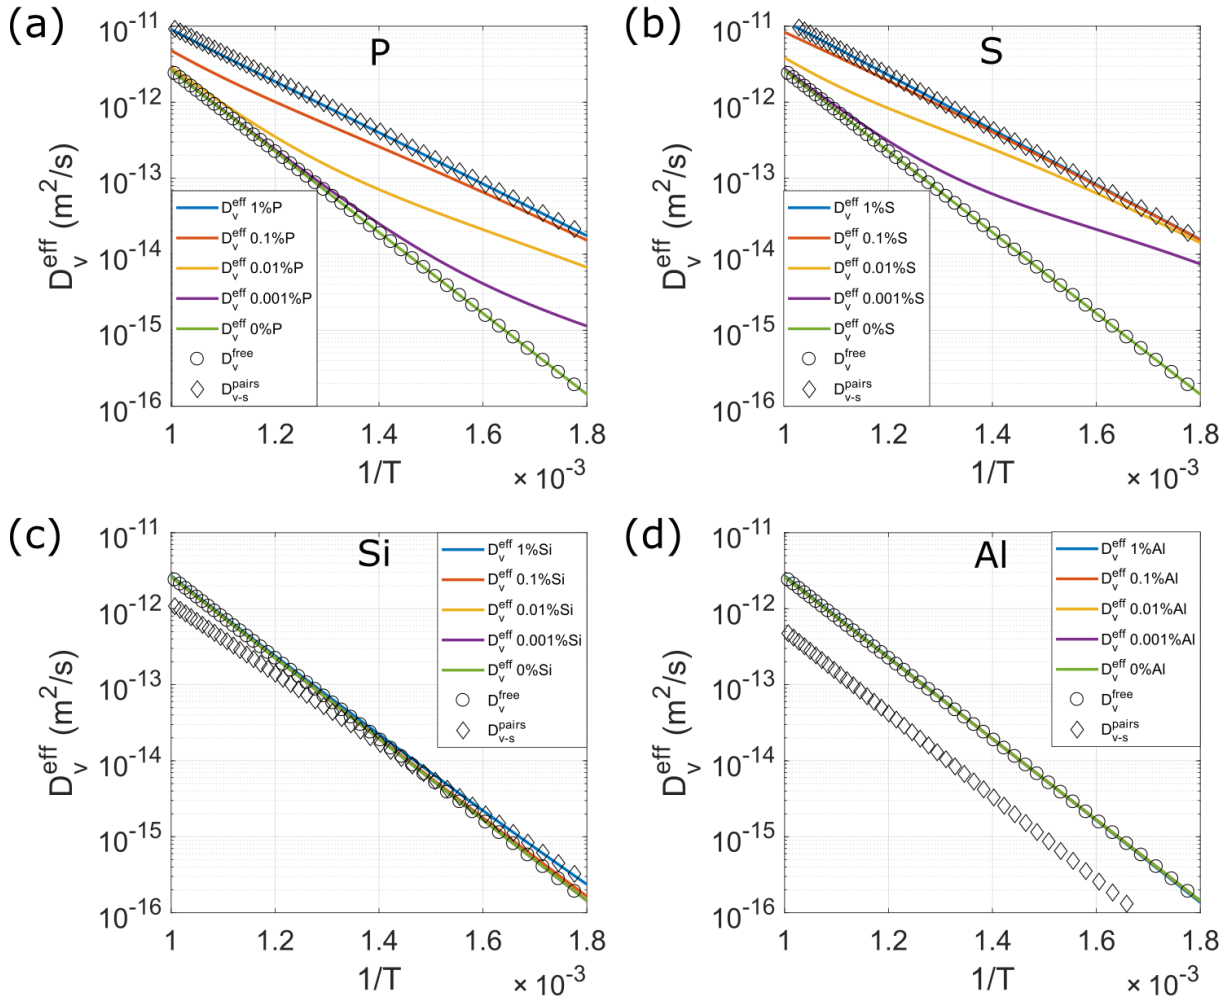 (a)
P
10^-11
10^-12
10^-13
10^-14
10^-15
10^-16
D_v^eff (m^2/s)
D_v^eff 1%P
D_v^eff 0.1%P
D_v^eff 0.01%P
D_v^eff 0.001%P
D_v^eff 0%P
D_v^free
D_v-s^pairs
1 1.2 1.4 1.6 1.8
1/T
× 10^-3
(b)
S
10^-11
10^-12
10^-13
10^-14
10^-15
10^-16
D_v^eff (m^2/s)
D_v^eff 1%S
D_v^eff 0.1%S
D_v^eff 0.01%S
D_v^eff 0.001%S
D_v^eff 0%S
D_v^free
D_v-s^pairs
1 1.2 1.4 1.6 1.8
1/T
× 10^-3
(c)
Si
10^-11
10^-12
10^-13
10^-14
10^-15
10^-16
D_v^eff (m^2/s)
D_v^eff 1%Si
D_v^eff 0.1%Si
D_v^eff 0.01%Si
D_v^eff 0.001%Si
D_v^eff 0%Si
D_v^free
D_v-s^pairs
1 1.2 1.4 1.6 1.8
1/T
× 10^-3
(d)
Al
10^-11
10^-12
10^-13
10^-14
10^-15
10^-16
D_v^eff (m^2/s)
D_v^eff 1%Al
D_v^eff 0.1%Al
D_v^eff 0.01%Al
D_v^eff 0.001%Al
D_v^eff 0%Al
D_v^free
D_v-s^pairs
1 1.2 1.4 1.6 1.8
1/T
× 10^-3